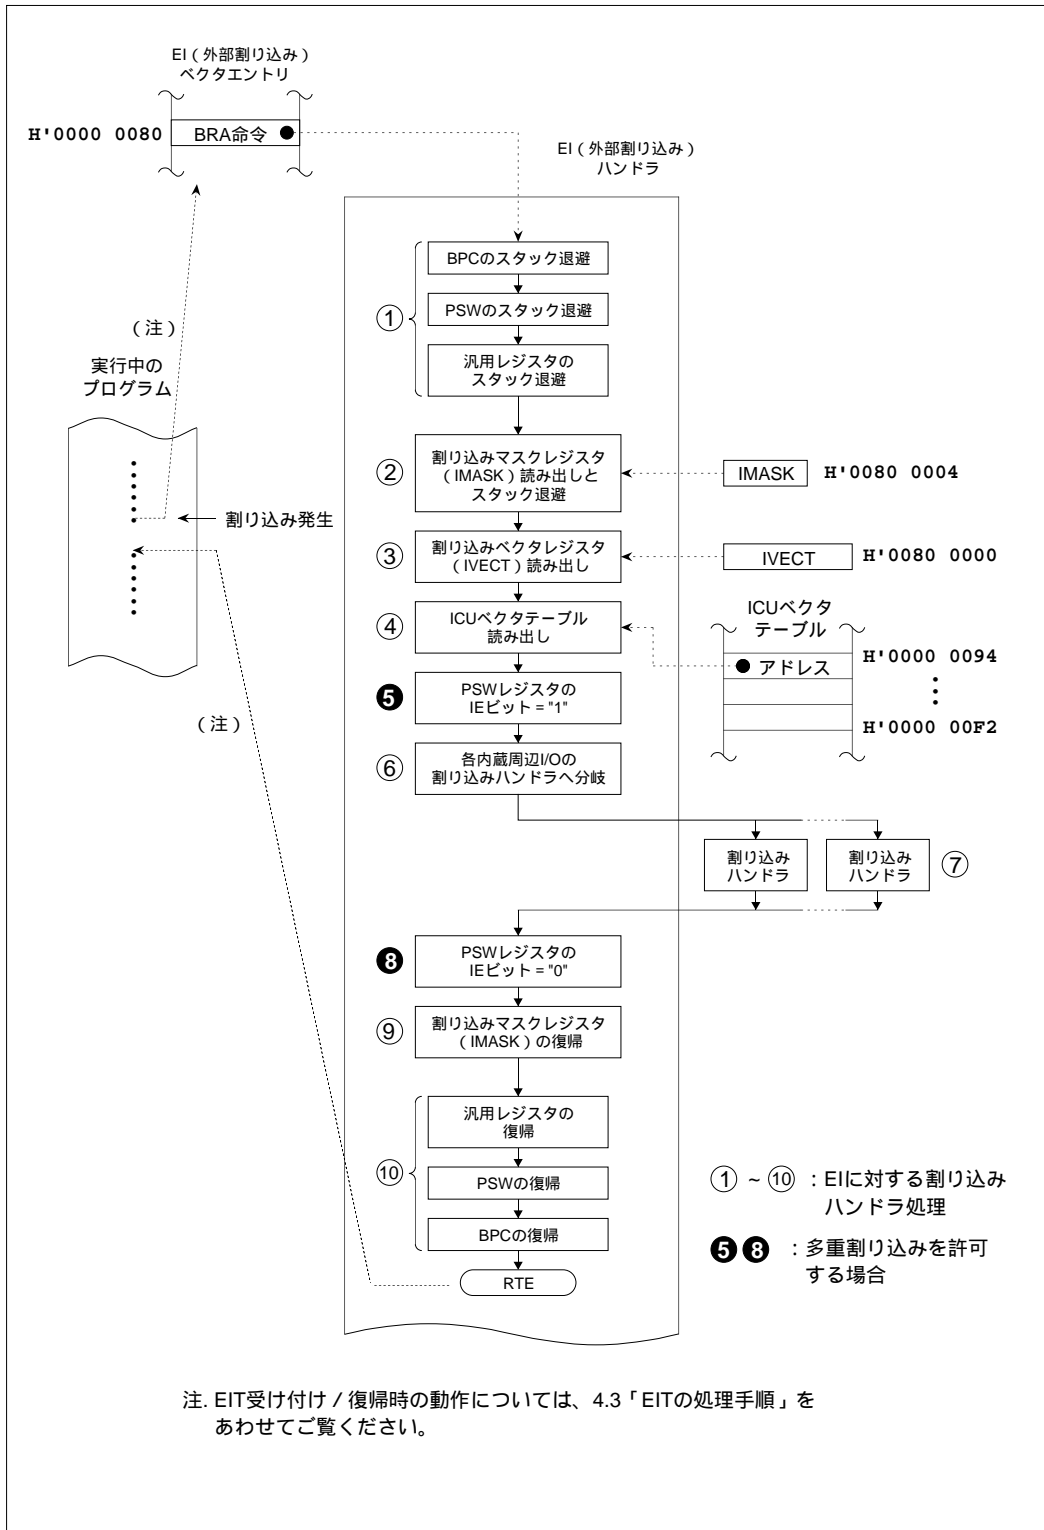 EI（外部割り込み）
ベクタエントリ
H'0000 0080
BRA命令
EI（外部割り込み）
ハンドラ
BPCのスタック退避
①
PSWのスタック退避
汎用レジスタの
スタック退避
（注）
実行中の
プログラム
割り込み発生
②
割り込みマスクレジスタ
（IMASK）読み出しと
スタック退避
IMASK
H'0080 0004
③
割り込みベクタレジスタ
（IVECT）読み出し
IVECT
H'0080 0000
④
ICUベクタテーブル
読み出し
ICUベクタ
テーブル
アドレス
H'0000 0094
H'0000 00F2
❺
PSWレジスタの
IEビット = "1"
（注）
⑥
各内蔵周辺I/Oの
割り込みハンドラへ分岐
割り込み
ハンドラ
割り込み
ハンドラ
⑦
❽
PSWレジスタの
IEビット = "0"
⑨
割り込みマスクレジスタ
（IMASK）の復帰
汎用レジスタの
復帰
⑩
PSWの復帰
BPCの復帰
RTE
① ~ ⑩ ：EIに対する割り込み
ハンドラ処理
❺❽ ：多重割り込みを許可
する場合
注. EIT受け付け / 復帰時の動作については、4.3「EITの処理手順」を
あわせてご覧ください。